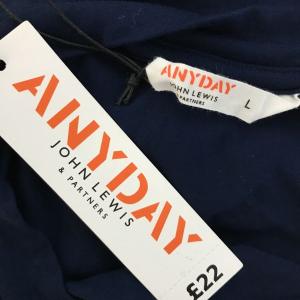 ANYDAY
JOHN LEWIS
& PARTNERS
L
ANYDAY
JOHN LEWIS
& PARTNERS
£22